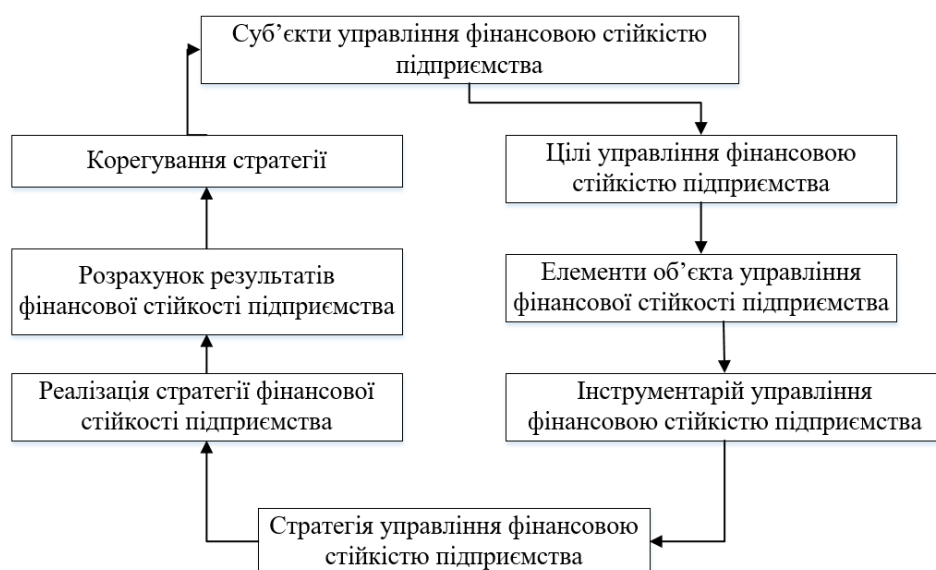 Суб’єкти управління фінансовою стійкістю
підприємства
Цілі управління фінансовою
стійкістю підприємства
Елементи об’єкта управління
фінансової стійкості підприємства
Інструментарій управління
фінансовою стійкістю підприємства
Стратегія управління фінансовою
стійкістю підприємства
Реалізація стратегії фінансової
стійкості підприємства
Розрахунок результатів
фінансової стійкості підприємства
Корегування стратегії